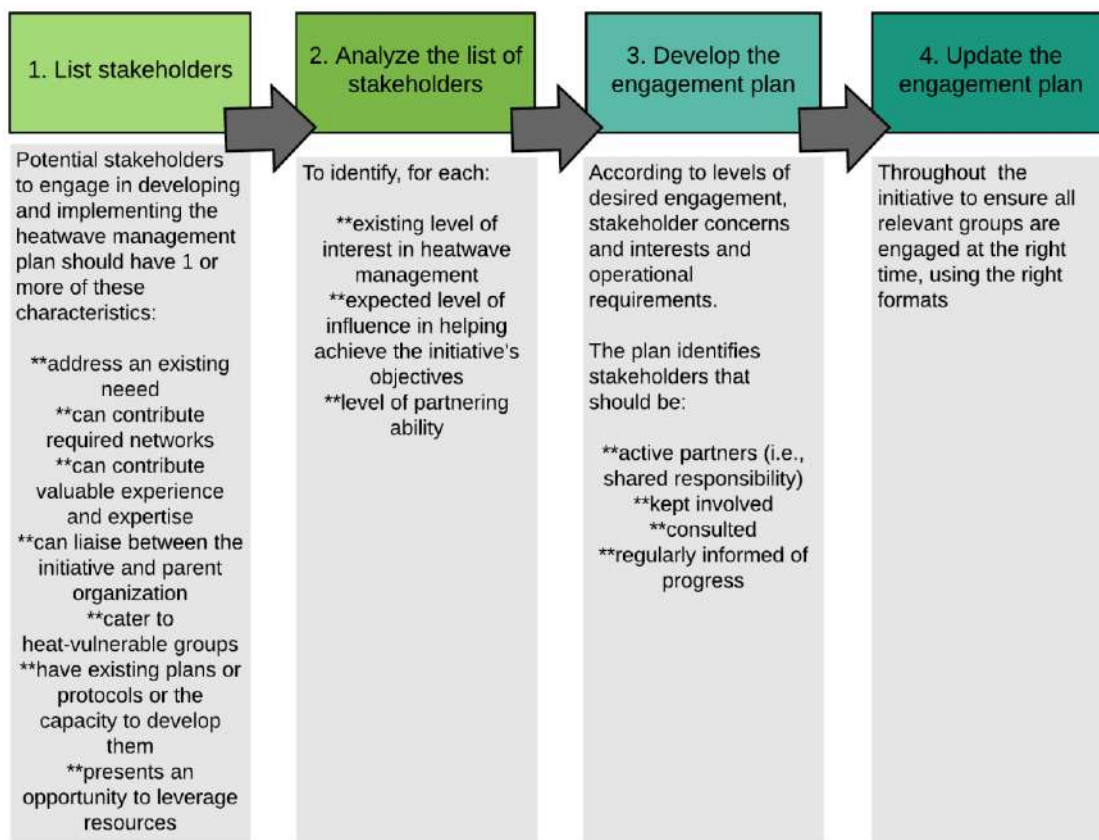 1. List stakeholders
Potential stakeholders
to engage in developing
and implementing the
heatwave management
plan should have 1 or
more of these
characteristics:
**address an existing
neeed
**can contribute
required networks
**can contribute
valuable experience
and expertise
**can liaise between the
initiative and parent
organization
**cater to
heat-vulnerable groups
**have existing plans or
protocols or the
capacity to develop
them
**presents an
opportunity to leverage
resources
2. Analyze the list of
stakeholders
To identify, for each:
**existing level of
interest in heatwave
management
**expected level of
influence in helping
achieve the initiative's
objectives
**level of partnering
ability
3. Develop the
engagement plan
According to levels of
desired engagement,
stakeholder concerns
and interests and
operational
requirements.
The plan identifies
stakeholders that
should be:
**active partners (i.e.,
shared responsibility)
**kept involved
**consulted
**regularly informed of
progress
4. Update the
engagement plan
Throughout the
initiative to ensure all
relevant groups are
engaged at the right
time, using the right
formats